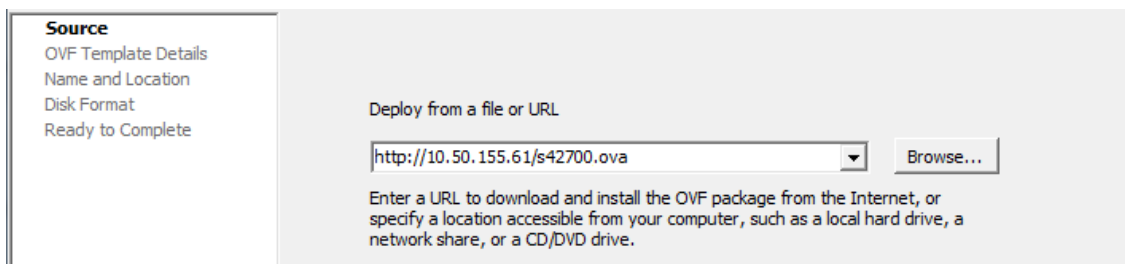 Source
OVF Template Details
Name and Location
Disk Format
Ready to Complete
Deploy from a file or URL
http://10.50.155.61/s42700.ova
Browse...
Enter a URL to download and install the OVF package from the Internet, or
specify a location accessible from your computer, such as a local hard drive, a
network share, or a CD/DVD drive.